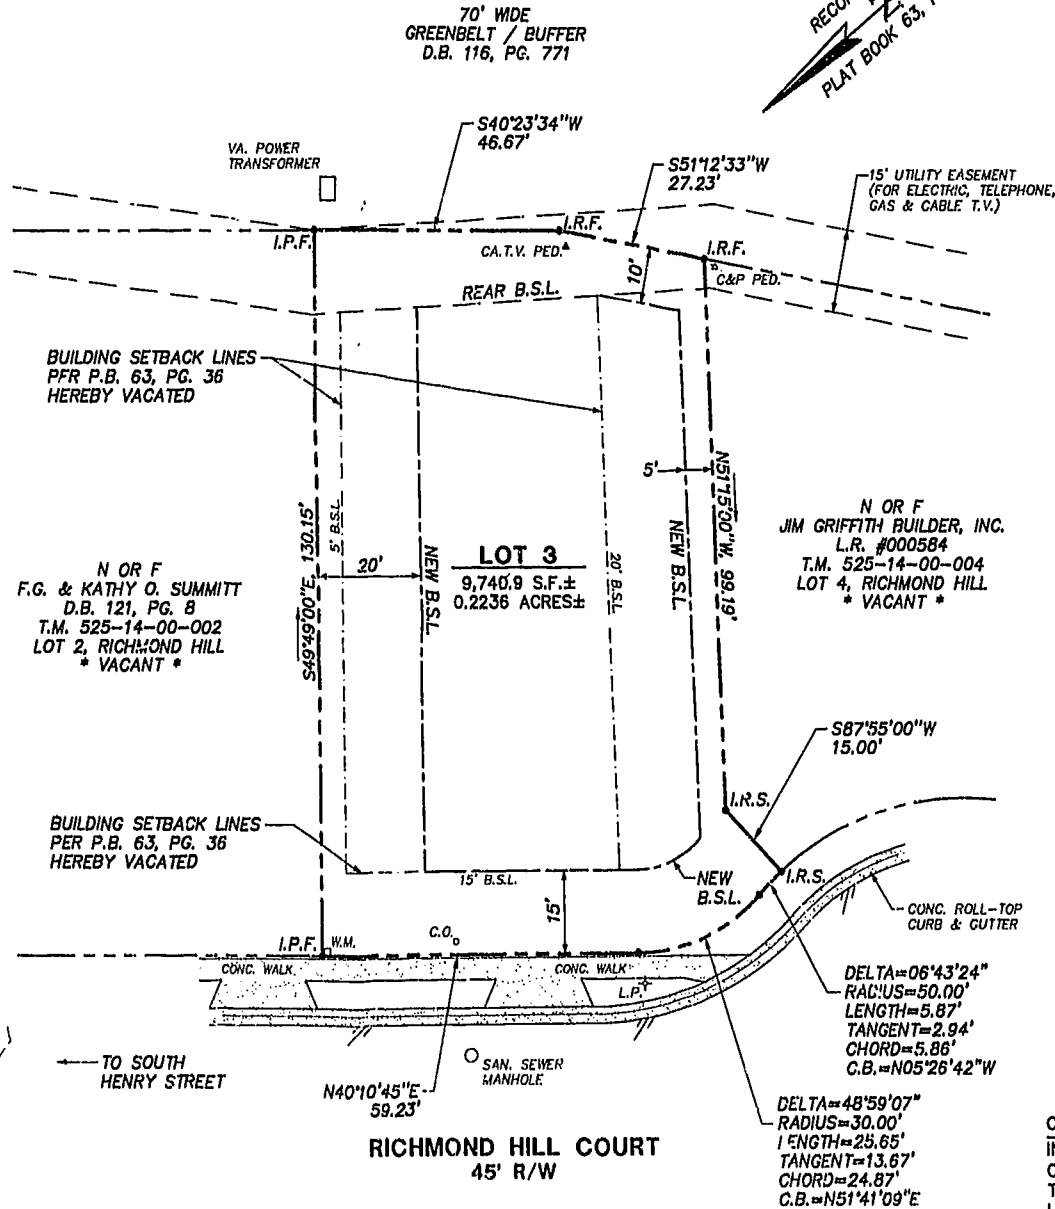 70' WIDE
GREENBELT / BUFFER
D.B. 116, PG. 771
PLAT BOOK 63,
S40°23'34"W
46.67'
VA. POWER
TRANSFORMER
S51°12'33"W
27.23'
15' UTILITY EASEMENT
(FOR ELECTRIC, TELEPHONE,
GAS & CABLE T.V.)
I.P.F.
I.R.F.
CA.T.V. PED.
I.R.F.
C&P PED.
10'
REAR B.S.L.
BUILDING SETBACK LINES
PFR P.B. 63, PG. 36
HEREBY VACATED
5'
N51°15'00"W, 99.19'
N OR F
JIM GRIFFITH BUILDER, INC.
L.R. #000584
T.M. 525-14-00-004
LOT 4, RICHMOND HILL
* VACANT *
S49°49'00"E, 130.15'
5' B.S.L.
20'
NEW B.S.L.
LOT 3
9,740.9 S.F.±
0.2236 ACRES±
20' B.S.L.
NEW B.S.L.
N OR F
F.G. & KATHY O. SUMMITT
D.B. 121, PG. 8
T.M. 525-14-00-002
LOT 2, RICHMOND HILL
* VACANT *
S87°55'00"W
15.00'
I.R.S.
BUILDING SETBACK LINES
PER P.B. 63, PG. 36
HEREBY VACATED
15' B.S.L.
NEW
B.S.L.
I.R.S.
15'
CONC. ROLL-TOP
CURB & GUTTER
I.P.F.
W.M.
C.O.
CONC. WALK
CONC. WALK
L.P.
DELTA=06°43'24"
RADIUS=50.00'
LENGTH=5.87'
TANGENT=2.94'
CHORD=5.86'
C.B.=N05°26'42"W
TO SOUTH
HENRY STREET
SAN. SEWER
MANHOLE
N40°10'45"E
59.23'
DELTA=48°59'07"
RADIUS=30.00'
LENGTH=25.65'
TANGENT=13.67'
CHORD=24.87'
C.B.=N51°41'09"E
RICHMOND HILL COURT
45' R/W